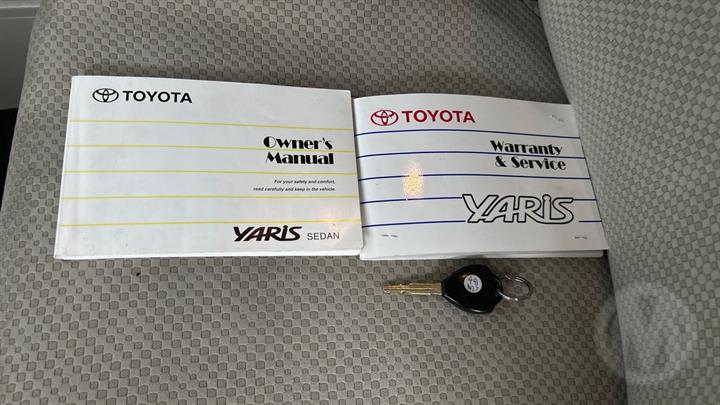 TOYOTA
Owner's
Manual
For your safety and comfort,
read carefully and keep in the vehicle.
YARIS SEDAN
TOYOTA
Warranty
& Service
YARIS